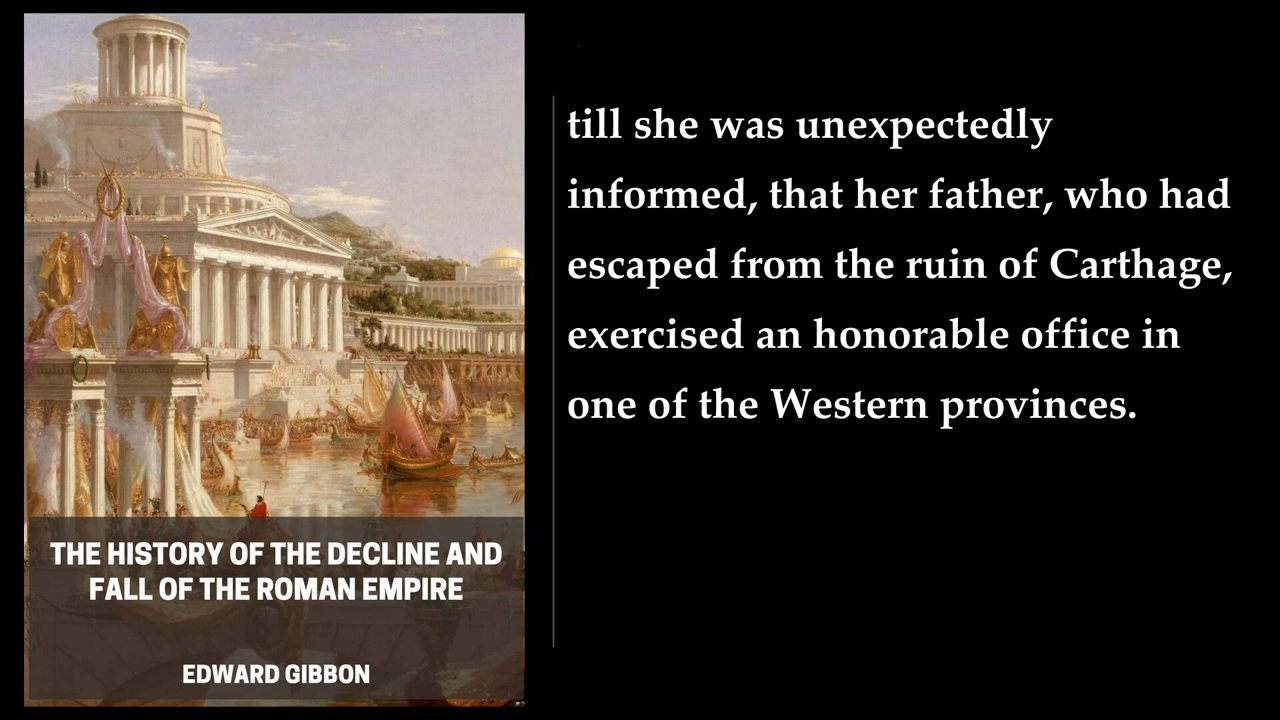 till she was unexpectedly
informed, that her father, who had
escaped from the ruin of Carthage,
exercised an honorable office in
one of the Western provinces.
THE HISTORY OF THE DECLINE AND
FALL OF THE ROMAN EMPIRE
EDWARD GIBBON